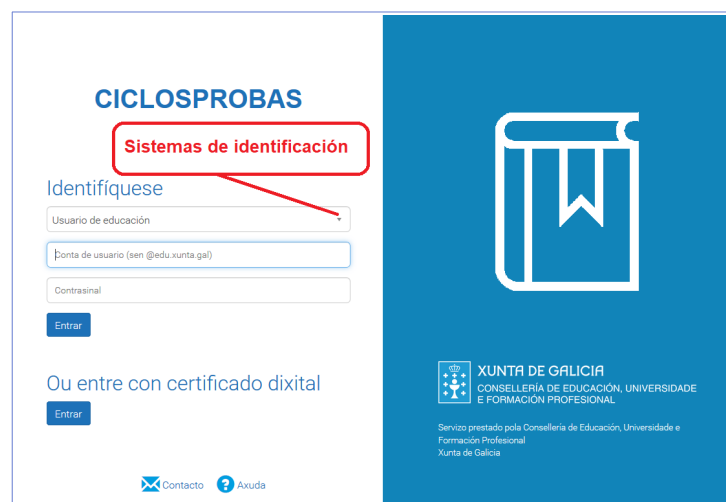 CICLOSPROBAS
Sistemas de identificación
Identifíquese
Usuario de educación
Conta de usuario (sen @edu.xunta.gal)
Contrasinal
Entrar
Ou entre con certificado dixital
Entrar
Contacto
Axuda
XUNTA DE GALICIA
CONSELLERÍA DE EDUCACIÓN, UNIVERSIDADE
E FORMACIÓN PROFESIONAL
Servizo prestado pola Consellería de Educación, Universidade e
Formación Profesional
Xunta de Galicia